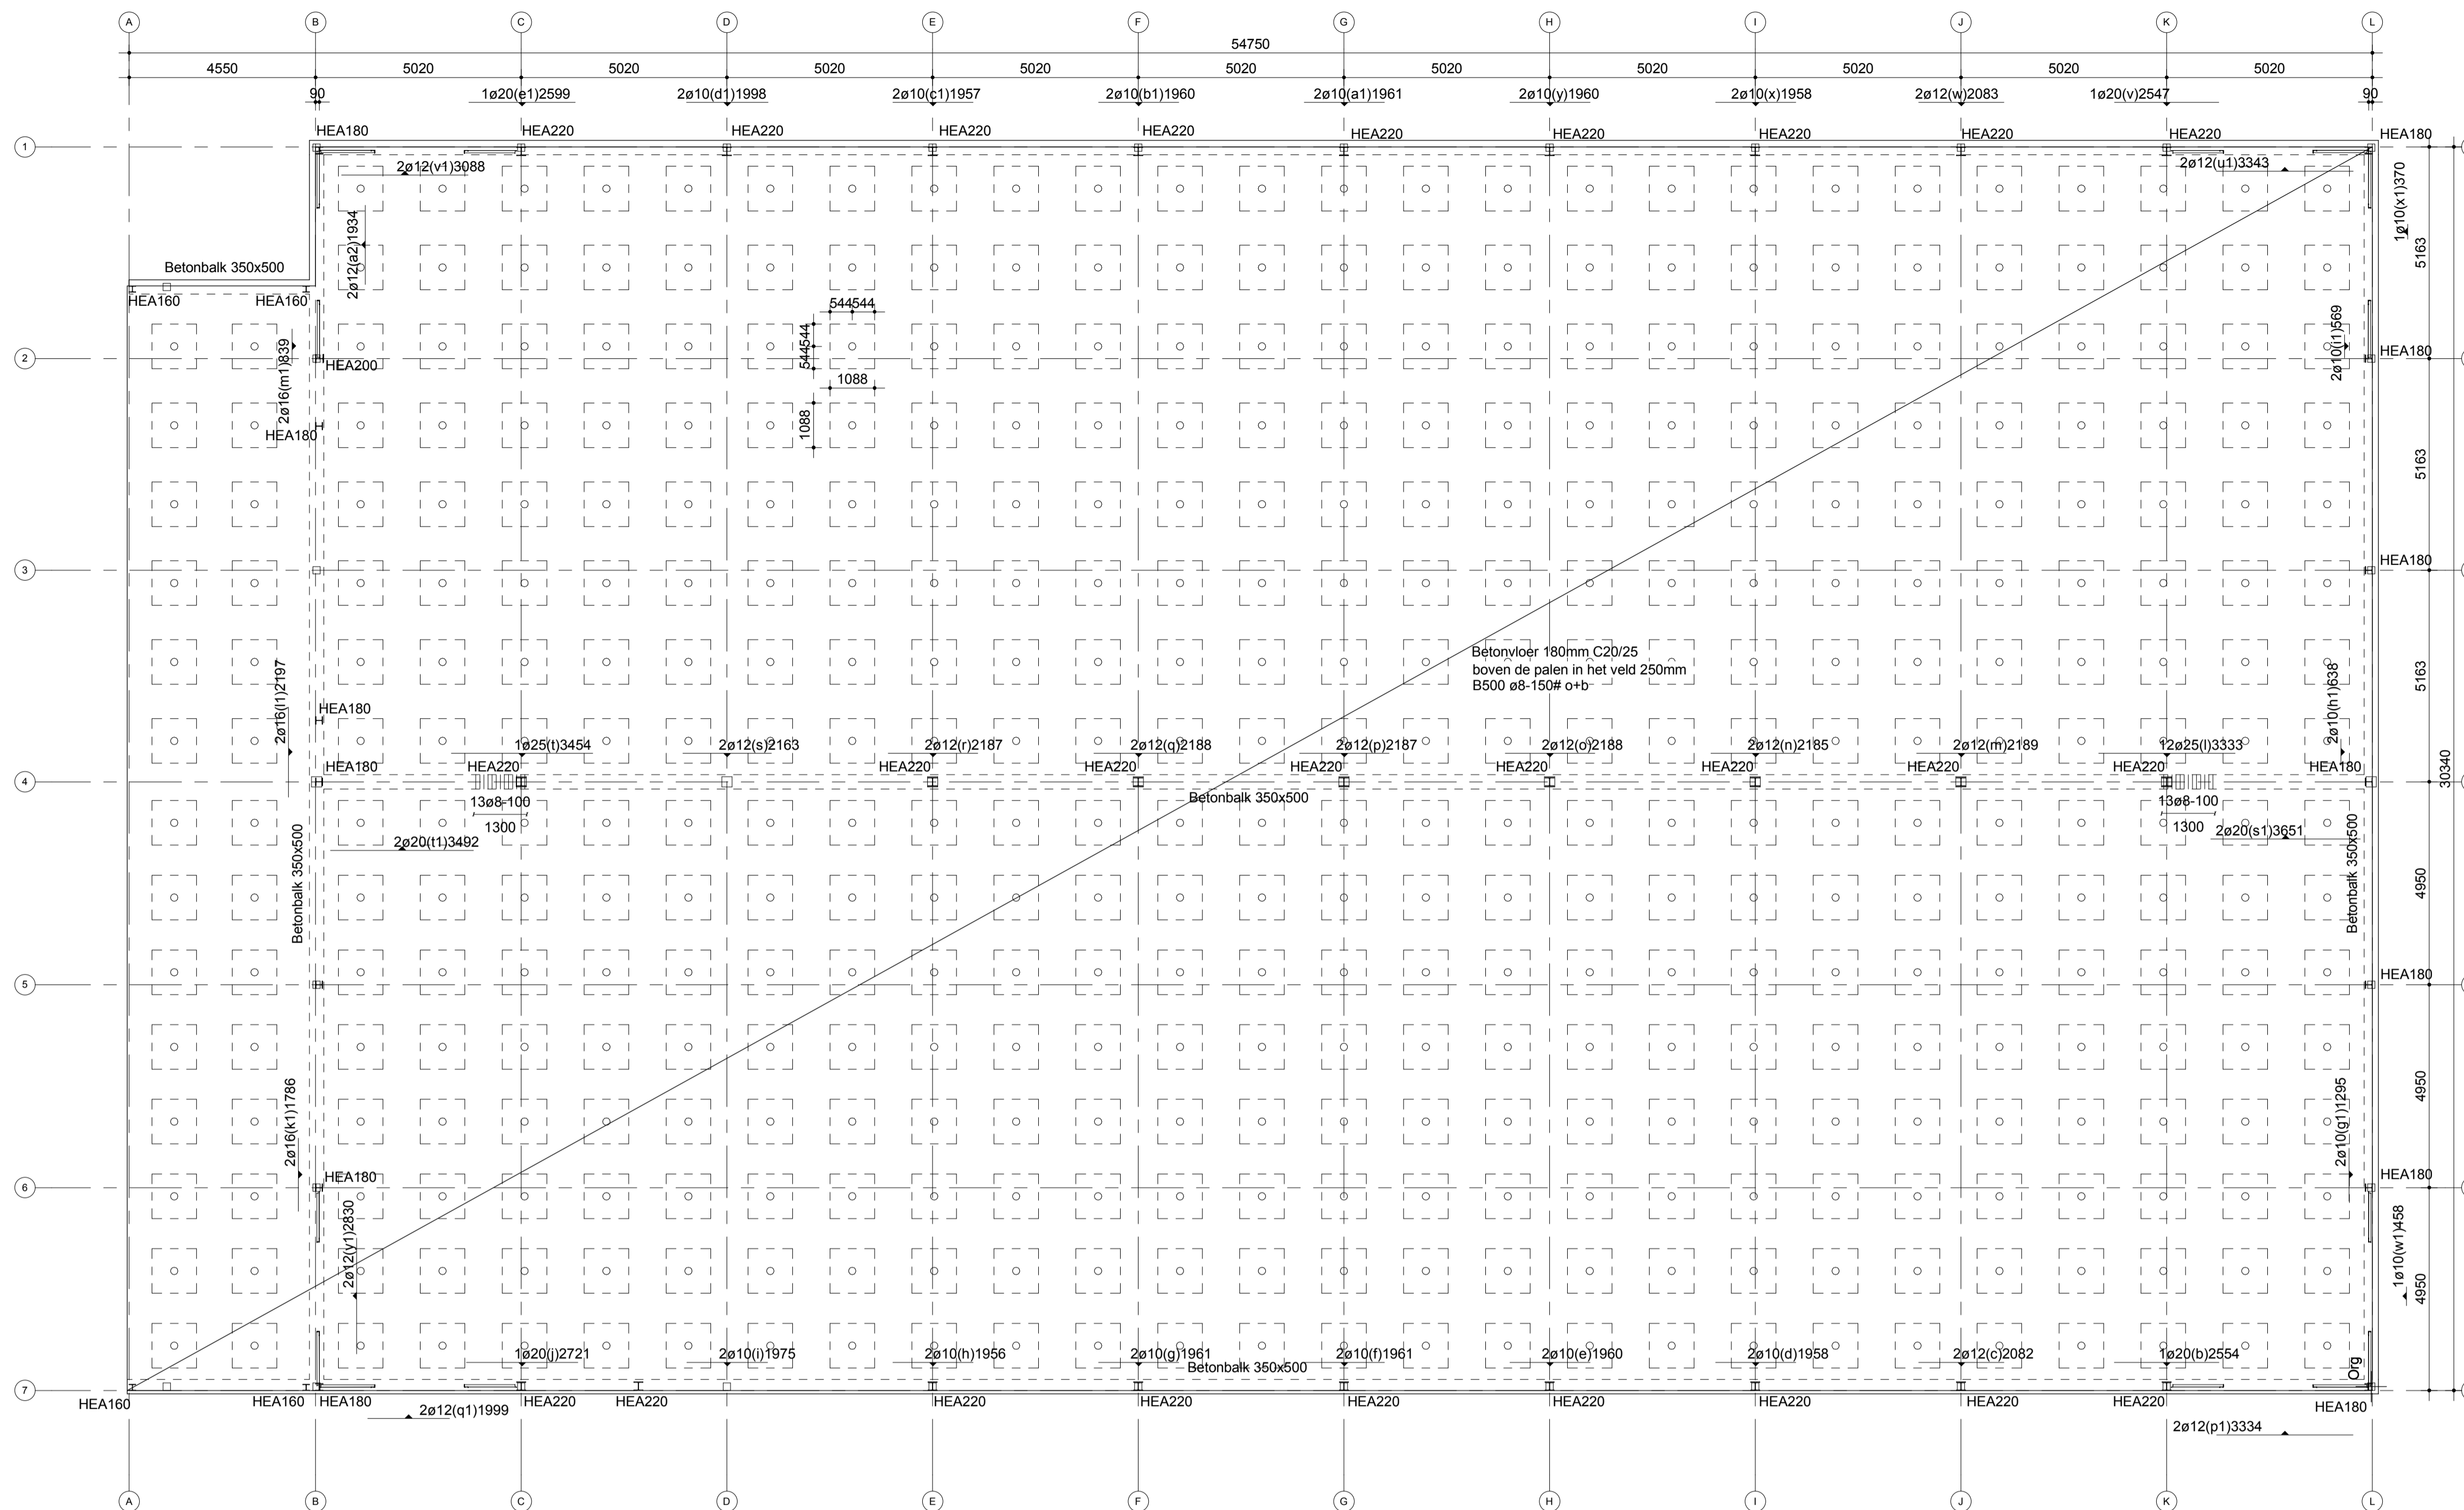 A B C D E F G H I J K L
54750
4550 5020 5020 5020 5020 5020 5020 5020 5020 5020 5020
90 1ø20(e1)2599 2ø10(d1)1998 2ø10(c1)1957 2ø10(b1)1960 2ø10(a1)1961 2ø10(y)1960 2ø10(x)1958 2ø12(w)2083 1ø20(v)2547 90
HEA180 HEA220 HEA220 HEA220 HEA220 HEA220 HEA220 HEA220 HEA220 HEA220 HEA180
1
2ø12(v1)3088 2ø12(u1)3343
1ø10(x1)370
2ø12(a2)1934
5163
Betonbalk 350x500
HEA160 HEA160
544544
544544
2ø16(m1)839
2ø10(i1)569
2
HEA200 HEA180
1088
1088
HEA180
5163
3
HEA180
Betonvloer 180mm C20/25
boven de palen in het veld 250mm
B500 ø8-150# o+b
2ø16(l1)2197
2ø10(h1)638
5163
HEA180
1ø25(t)3454 2ø12(s)2163 2ø12(r)2187 2ø12(q)2188 2ø12(p)2187 2ø12(o)2188 2ø12(n)2185 2ø12(m)2189 12ø25(l)3333
HEA180 HEA220 HEA220 HEA220 HEA220 HEA220 HEA220 HEA220 HEA220 HEA180
4
30340
13ø8-100 Betonbalk 350x500 13ø8-100
1300 1300
2ø20(t1)3492 2ø20(s1)3651
Betonbalk 350x500 Betonbalk 350x500
4950
5
HEA180
2ø16(k1)1786
2ø10(g1)1295
4950
6
HEA180 HEA180
2ø12(y1)2830
1ø10(w1)458
4950
1ø20(j)2721 2ø10(i)1975 2ø10(h)1956 2ø10(g)1961 2ø10(f)1961 2ø10(e)1960 2ø10(d)1958 2ø12(c)2082 1ø20(b)2554
Betonbalk 350x500
Org
7
HEA160 HEA160 HEA180 HEA220 HEA220 HEA220 HEA220 HEA220 HEA220 HEA220 HEA220 HEA220 HEA180
2ø12(q1)1999
2ø12(p1)3334
A B C D E F G H I J K L